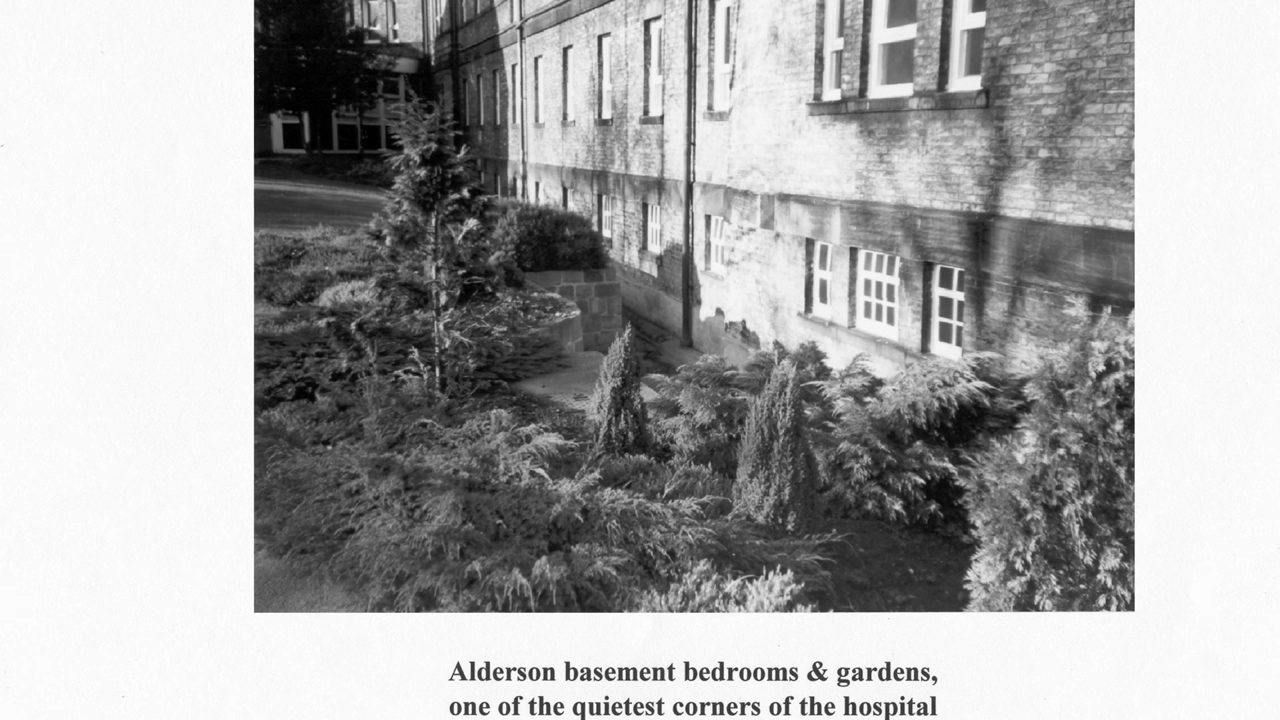 Alderson basement bedrooms & gardens,
one of the quietest corners of the hospital